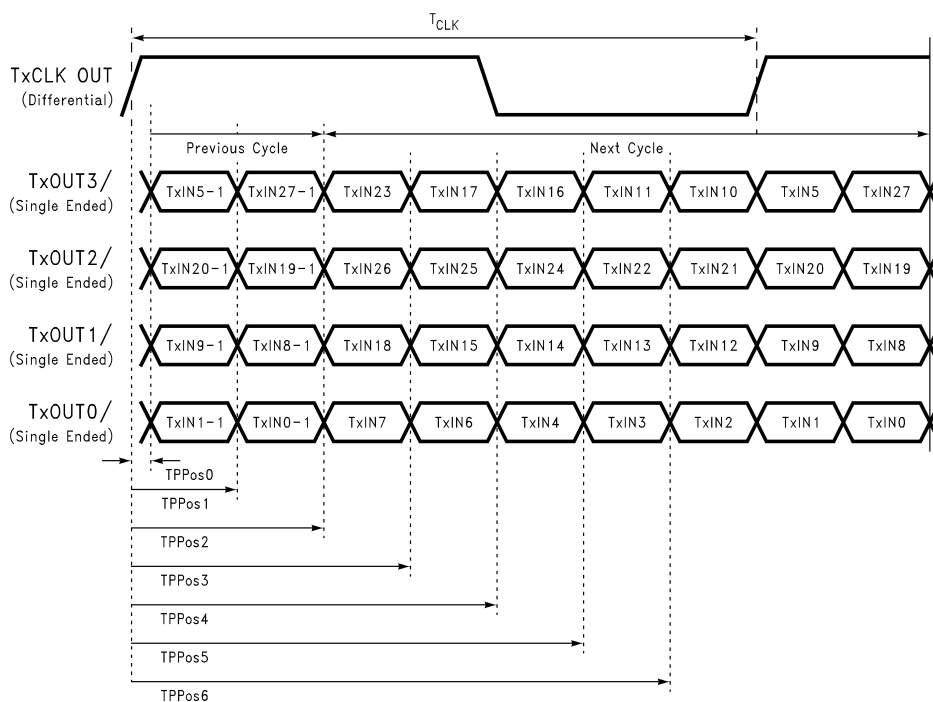 TCLK
TxCLK OUT
(Differential)
Previous Cycle Next Cycle
TxOUT3/
(Single Ended)
TxIN5-1 TxIN27-1 TxIN23 TxIN17 TxIN16 TxIN11 TxIN10 TxIN5 TxIN27
TxOUT2/
(Single Ended)
TxIN20-1 TxIN19-1 TxIN26 TxIN25 TxIN24 TxIN22 TxIN21 TxIN20 TxIN19
TxOUT1/
(Single Ended)
TxIN9-1 TxIN8-1 TxIN18 TxIN15 TxIN14 TxIN13 TxIN12 TxIN9 TxIN8
TxOUT0/
(Single Ended)
TxIN1-1 TxIN0-1 TxIN7 TxIN6 TxIN4 TxIN3 TxIN2 TxIN1 TxIN0
TPPos0
TPPos1
TPPos2
TPPos3
TPPos4
TPPos5
TPPos6